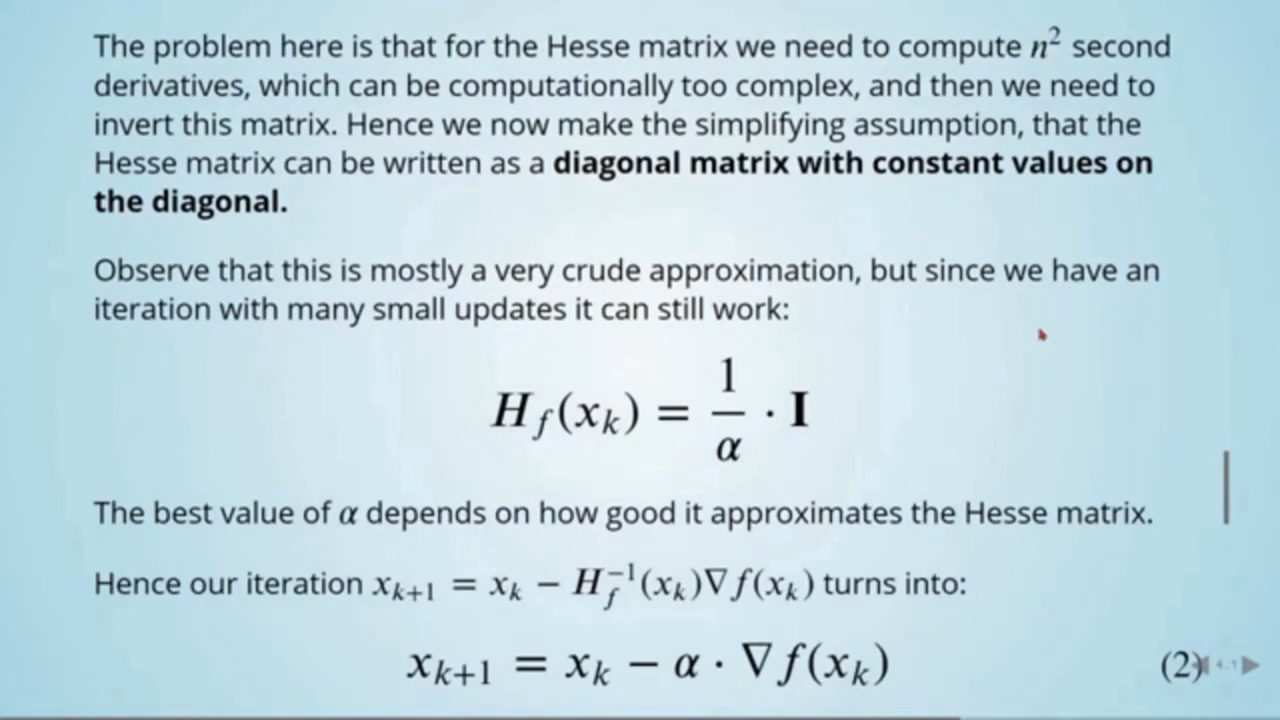 The problem here is that for the Hesse matrix we need to compute n² second
derivatives, which can be computationally too complex, and then we need to
invert this matrix. Hence we now make the simplifying assumption, that the
Hesse matrix can be written as a diagonal matrix with constant values on
the diagonal.
Observe that this is mostly a very crude approximation, but since we have an
iteration with many small updates it can still work:
H_f(x_k) = 1/α · I
The best value of α depends on how good it approximates the Hesse matrix.
Hence our iteration x_{k+1} = x_k − H_f^{-1}(x_k)∇f(x_k) turns into:
x_{k+1} = x_k − α · ∇f(x_k) (2)